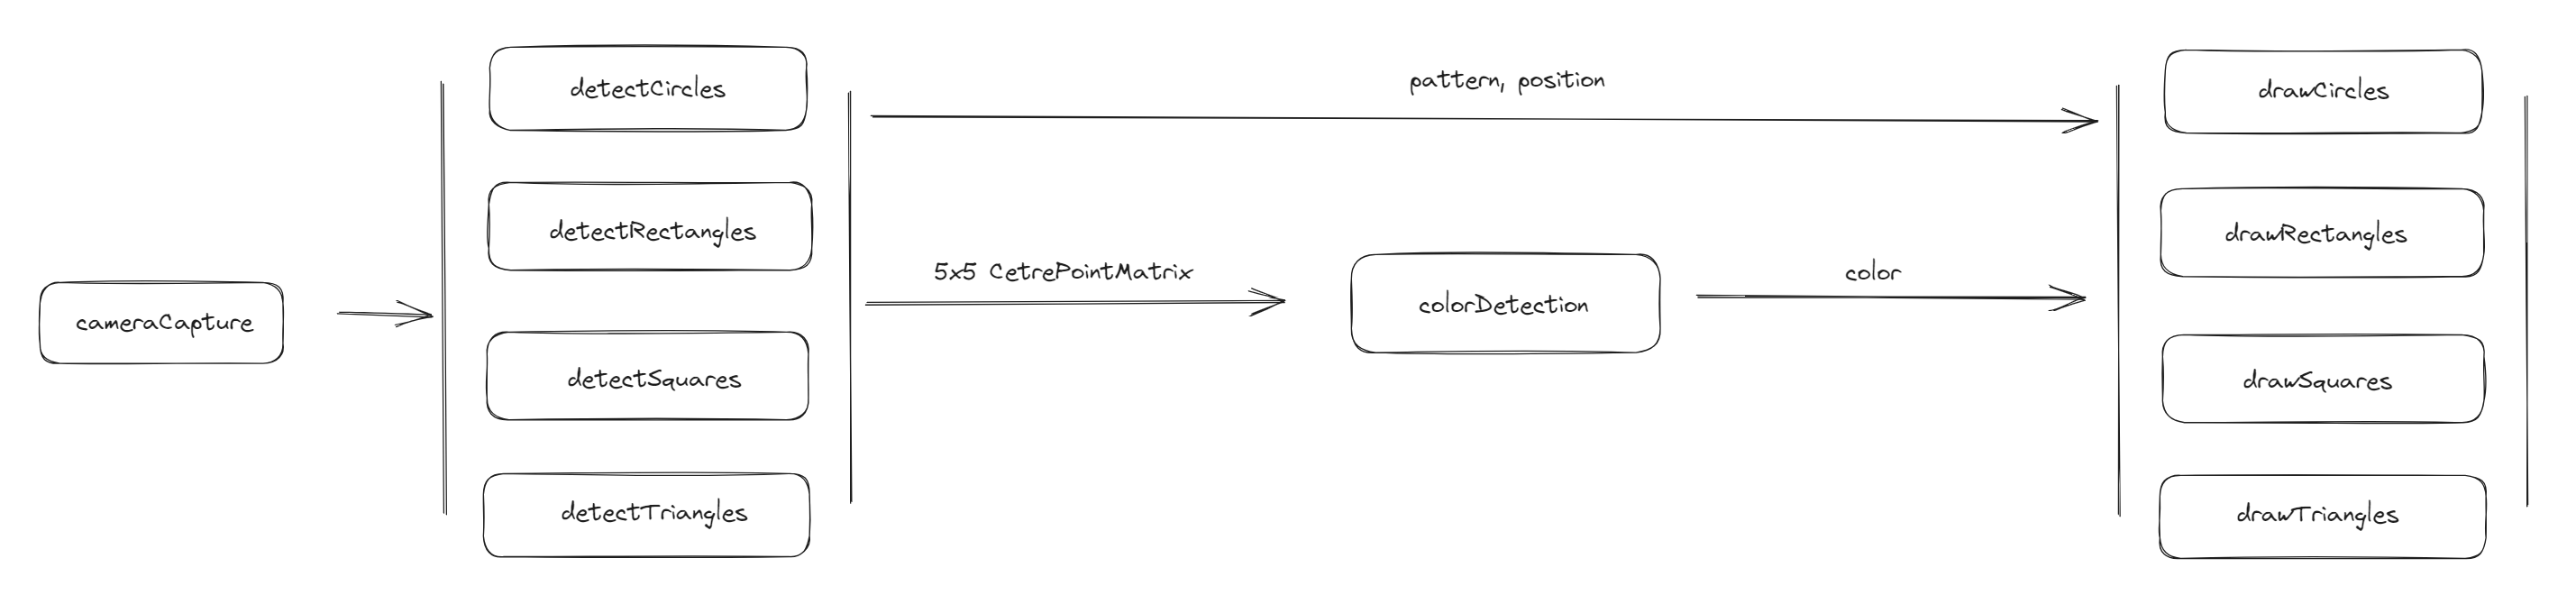 cameraCapture
detectCircles
detectRectangles
detectSquares
detectTriangles
pattern, position
5x5 CetrePointMatrix
colorDetection
color
drawCircles
drawRectangles
drawSquares
drawTriangles